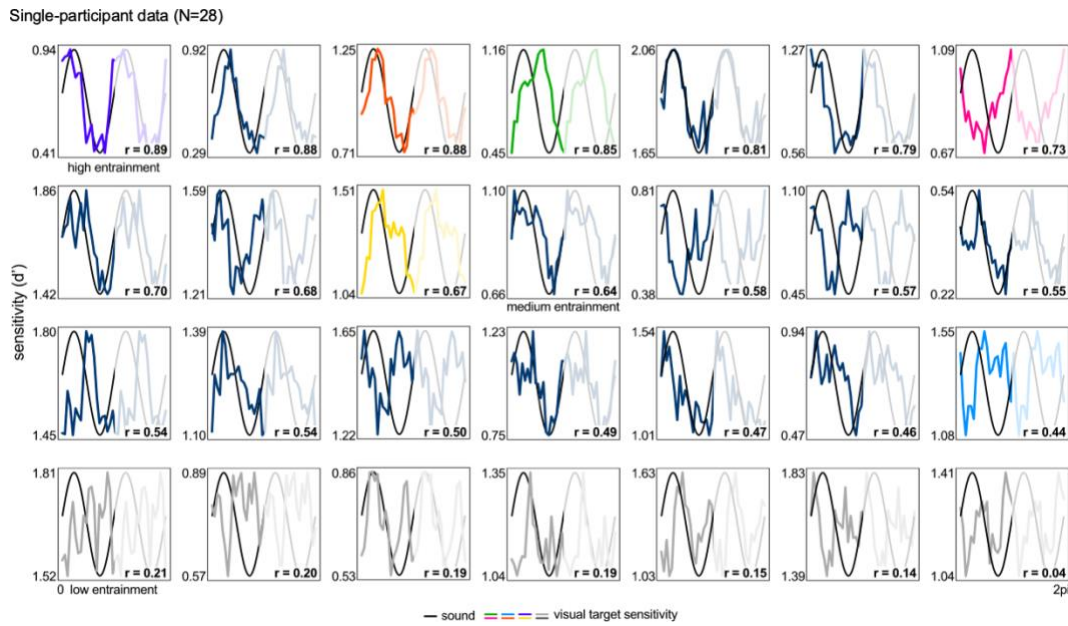 Single-participant data (N=28)
0.94 0.92 1.25 1.16 2.06 1.27 1.09
0.41 r = 0.89 0.29 r = 0.88 0.71 r = 0.88 0.45 r = 0.85 1.65 r = 0.81 0.56 r = 0.79 0.67 r = 0.73
high entrainment
1.86 1.59 1.51 1.10 0.81 1.10 0.54
1.42 r = 0.70 1.21 r = 0.68 1.04 r = 0.67 0.66 r = 0.64 0.38 r = 0.58 0.45 r = 0.57 0.22 r = 0.55
medium entrainment
sensitivity (d')
1.80 1.39 1.65 1.23 1.54 0.94 1.55
1.45 r = 0.54 1.10 r = 0.54 1.22 r = 0.50 0.75 r = 0.49 1.01 r = 0.47 0.47 r = 0.46 1.08 r = 0.44
1.81 0.89 0.86 1.35 1.63 1.83 1.41
1.52 r = 0.21 0.57 r = 0.20 0.53 r = 0.19 1.04 r = 0.19 1.03 r = 0.15 1.39 r = 0.14 1.04 r = 0.04
0 low entrainment 2pi
sound visual target sensitivity